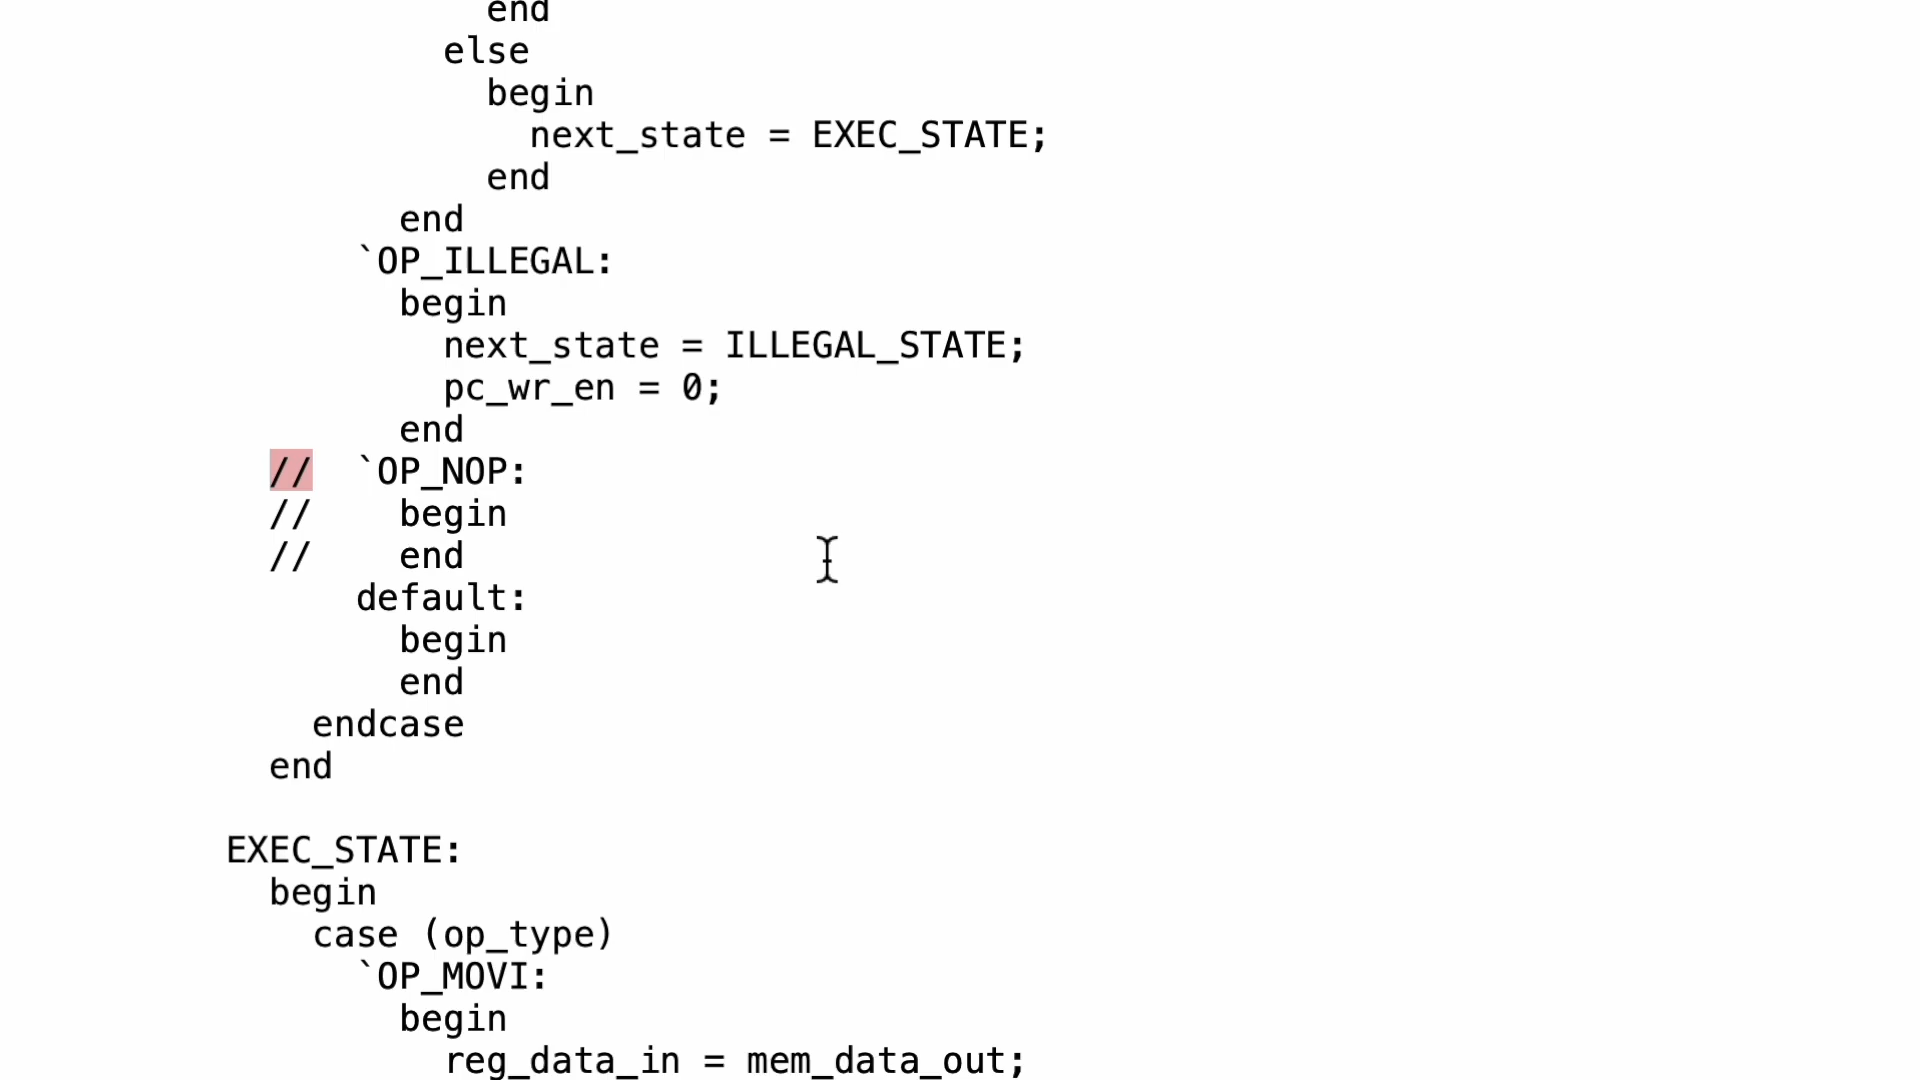 end
else
begin
next_state = EXEC_STATE;
end
end
`OP_ILLEGAL:
begin
next_state = ILLEGAL_STATE;
pc_wr_en = 0;
end
// `OP_NOP:
// begin
// end
default:
begin
end
endcase
end
EXEC_STATE:
begin
case (op_type)
`OP_MOVI:
begin
reg_data_in = mem_data_out;